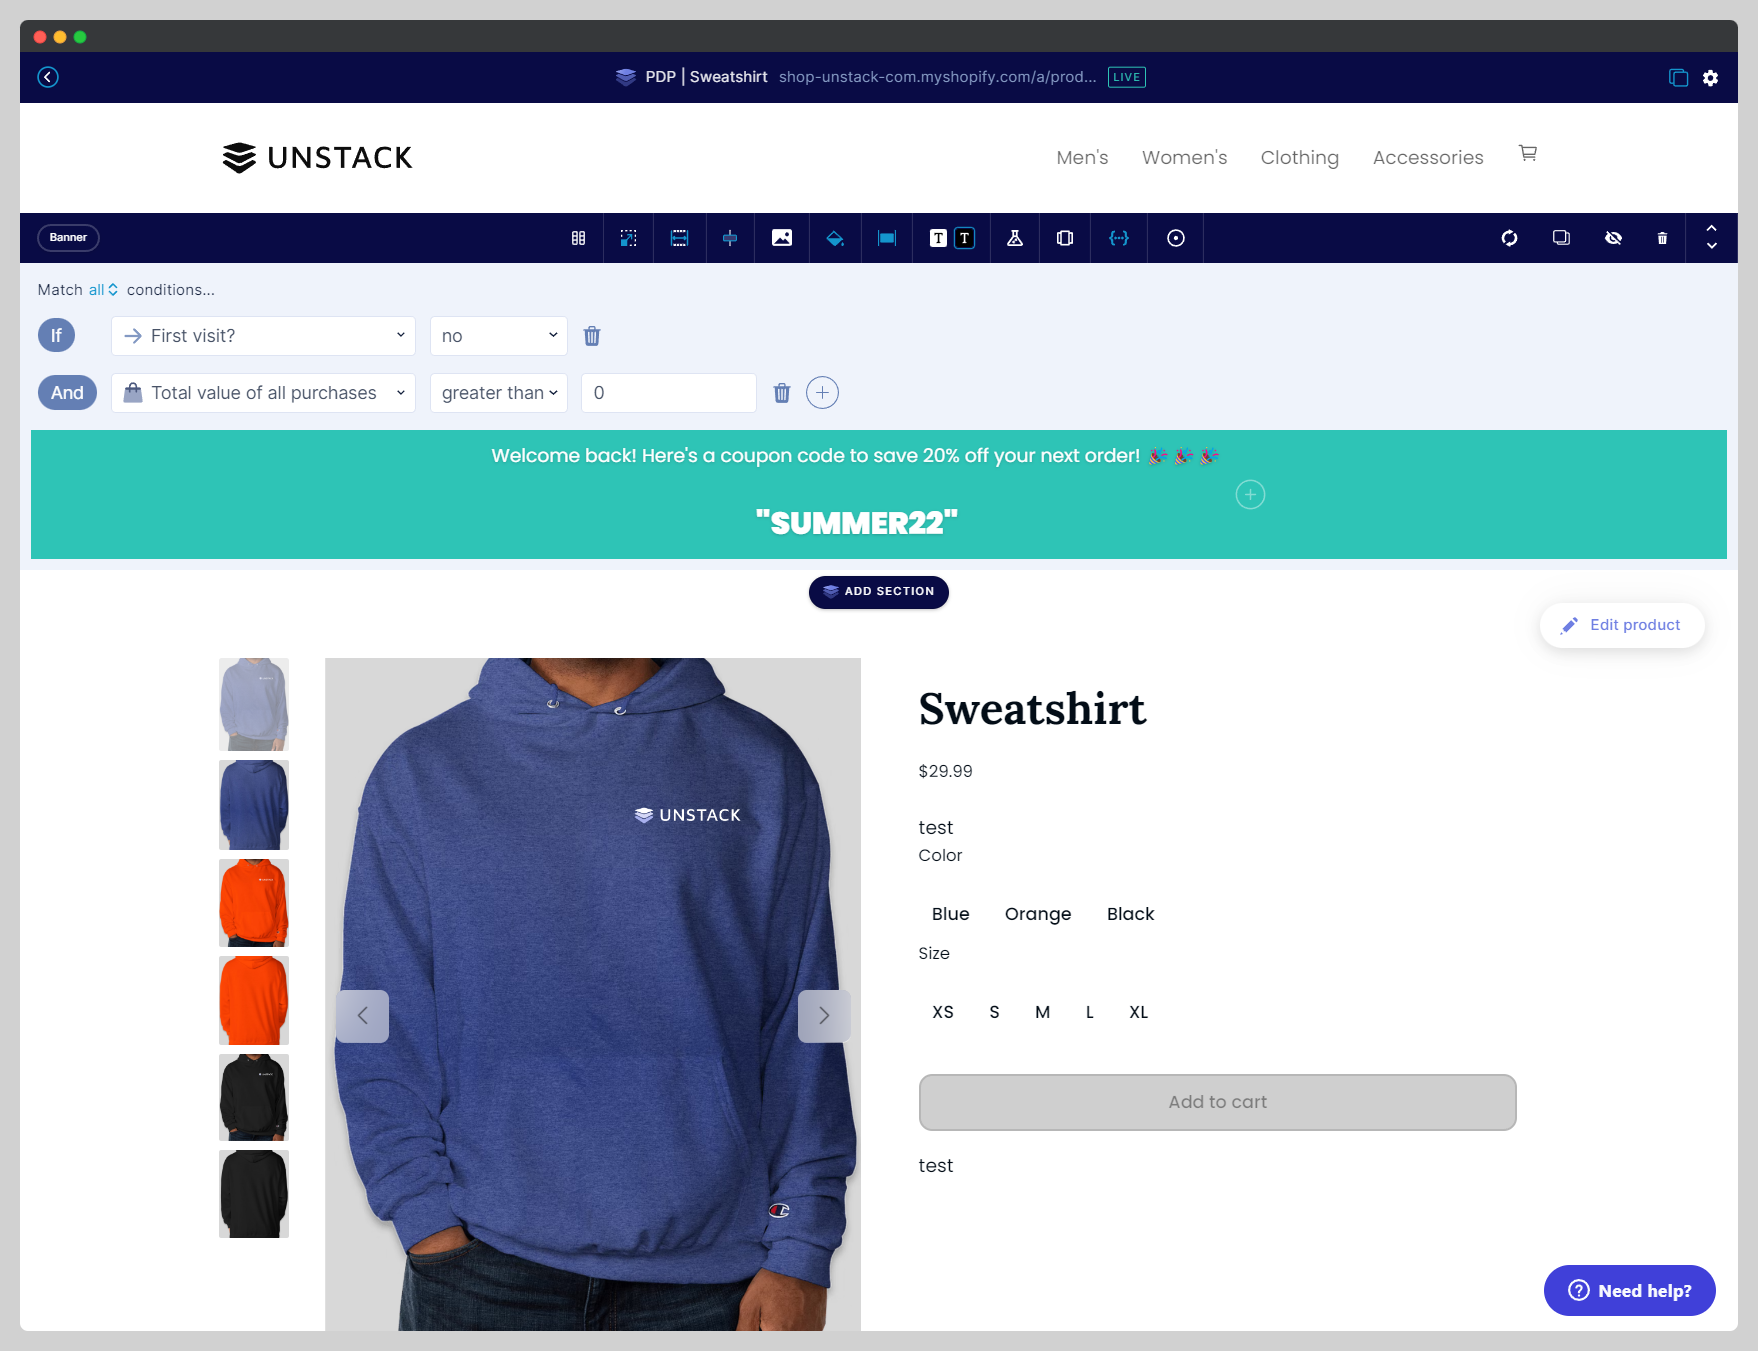 PDP | Sweatshirt shop-unstack-com.myshopify.com/a/prod... LIVE
UNSTACK Men's Women's Clothing Accessories
Banner T T
Match all conditions...
If First visit? no
And Total value of all purchases greater than 0
Welcome back! Here's a coupon code to save 20% off your next order! 🎉 🎉 🎉
"SUMMER22"
ADD SECTION
Edit product
Sweatshirt
$29.99
UNSTACK
test
Color
Blue Orange Black
Size
XS S M L XL
Add to cart
test
Need help?